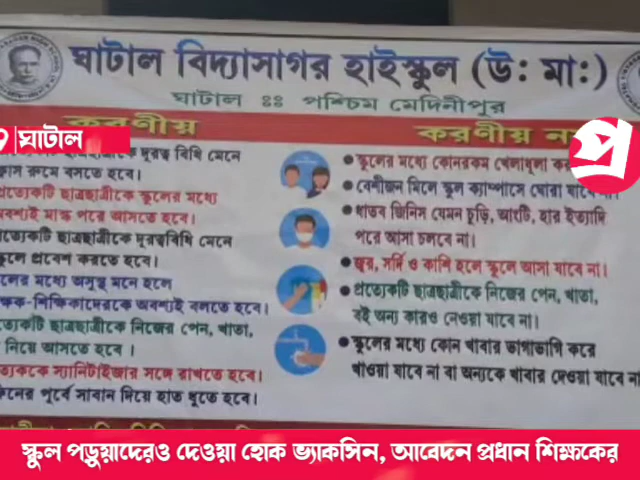 ঘাটাল বিদ্যাসাগর হাইস্কুল (উঃ মাঃ)
ঘাটাল ঃঃ পশ্চিম মেদিনীপুর
ঘাটাল
করণীয়
দূরত্ব বিধি মেনে
রুমে বসতে হবে।
প্রত্যেকটি ছাত্রছাত্রীকে স্কুলের মধ্যে
অবশ্যই মাস্ক পরে আসতে হবে।
প্রত্যেকটি ছাত্রছাত্রীকে দূরত্ববিধি মেনে
স্কুলে প্রবেশ করতে হবে।
মধ্যে অসুস্থ মনে হলে
শিক্ষক-শিক্ষিকাদেরকে অবশ্যই বলতে হবে।
প্রত্যেকটি ছাত্রছাত্রীকে নিজের পেন, খাতা,
নিয়ে আসতে হবে ।
স্যানিটাইজার সঙ্গে রাখতে হবে।
পূর্বে সাবান দিয়ে হাত ধুতে হবে।
করণীয় নয়
প্র
● স্কুলের মধ্যে কোনরকম খেলাধূলা
● বেশীজন মিলে স্কুল ক্যাম্পাসে ঘোরা যাবে না।
● ধাতব জিনিস যেমন চুড়ি, আংটি, হার ইত্যাদি
পরে আসা চলবে না।
● জ্বর, সর্দি ও কাশি হলে স্কুলে আসা যাবে না।
● প্রত্যেকটি ছাত্রছাত্রীকে নিজের পেন, খাতা,
বই অন্য কারও নেওয়া যাবে না।
● স্কুলের মধ্যে কোন খাবার ভাগাভাগি করে
খাওয়া যাবে না বা অন্যকে খাবার দেওয়া যাবে না
স্কুল পড়ুয়াদেরও দেওয়া হোক ভ্যাকসিন, আবেদন প্রধান শিক্ষকের